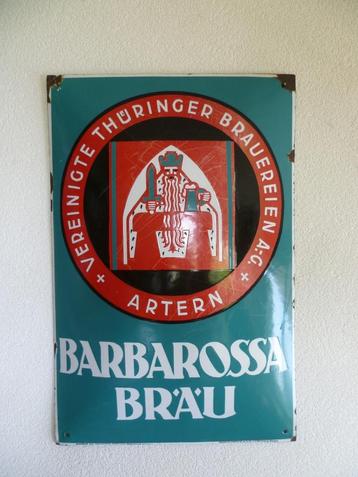 + VEREINIGTE THÜRINGER BRAUEREIEN A.-G. +
ARTERN
BARBAROSSA
BRÄU